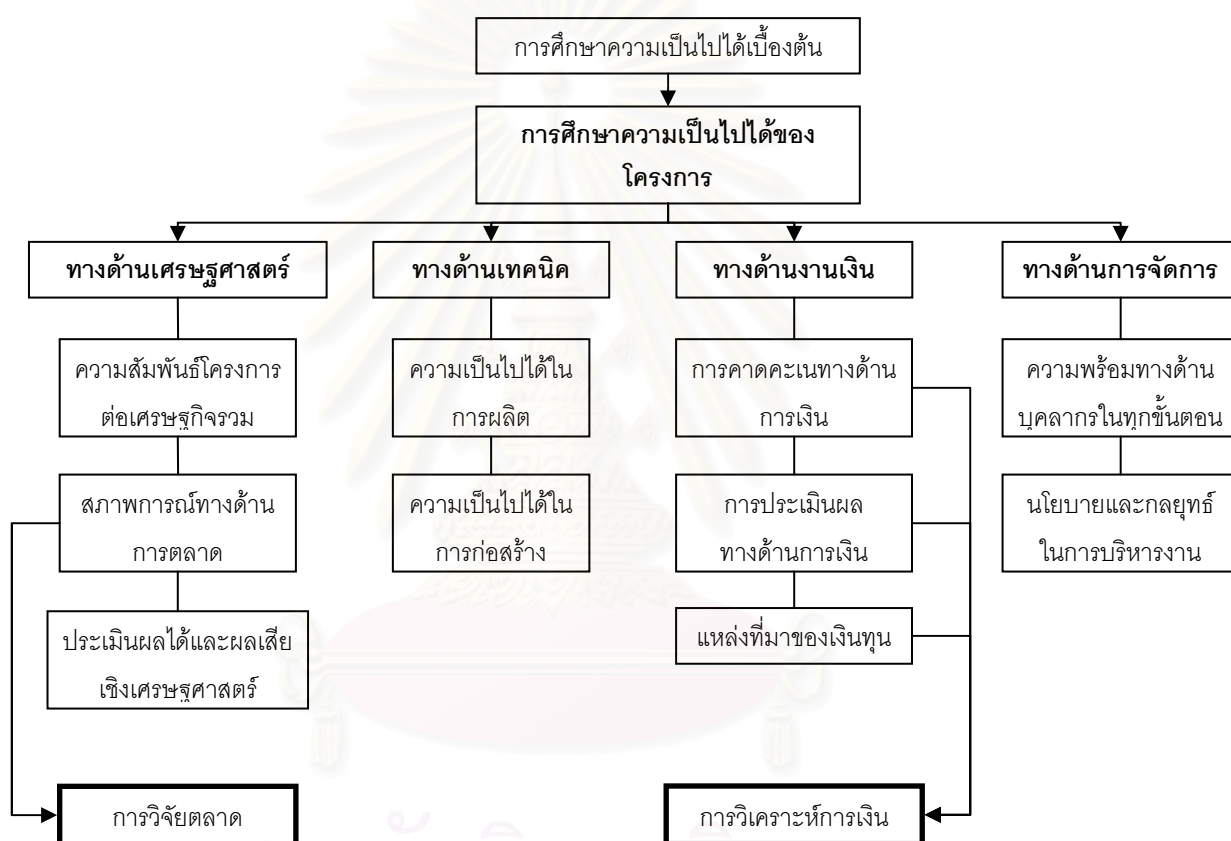 การศึกษาความเป็นไปได้เบื้องต้น
การศึกษาความเป็นไปได้ของ
โครงการ
ทางด้านเศรษฐศาสตร์
ความสัมพันธ์โครงการ
ต่อเศรษฐกิจรวม
สภาพการณ์ทางด้าน
การตลาด
ประเมินผลได้และผลเสีย
เชิงเศรษฐศาสตร์
การวิจัยตลาด
ทางด้านเทคนิค
ความเป็นไปได้ใน
การผลิต
ความเป็นไปได้ใน
การก่อสร้าง
ทางด้านงานเงิน
การคาดคะเนทางด้าน
การเงิน
การประเมินผล
ทางด้านการเงิน
แหล่งที่มาของเงินทุน
การวิเคราะห์การเงิน
ทางด้านการจัดการ
ความพร้อมทางด้าน
บุคลากรในทุกขั้นตอน
นโยบายและกลยุทธ์
ในการบริหารงาน